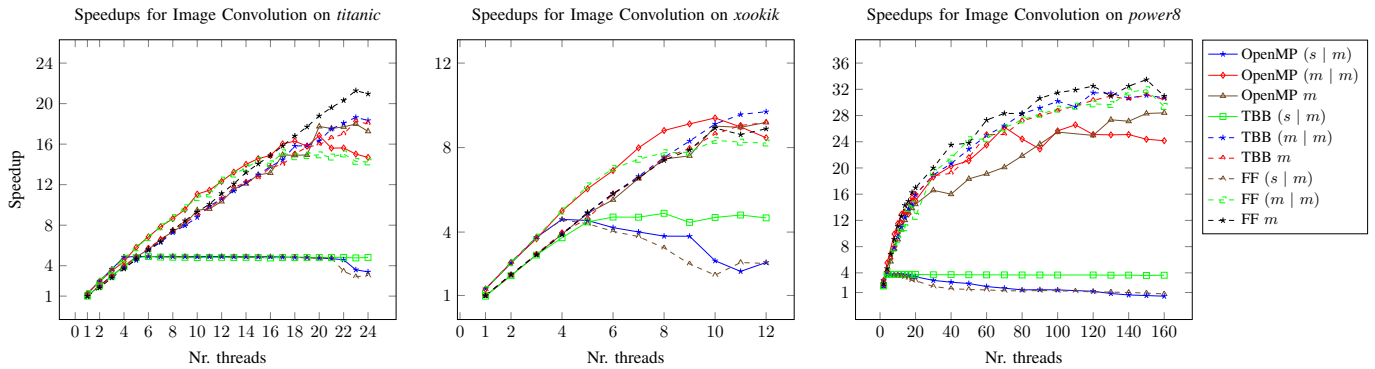 Speedups for Image Convolution on titanic
Speedups for Image Convolution on xookik
Speedups for Image Convolution on power8
Speedup
24
20
16
12
8
4
1
0 1 2 4 6 8 10 12 14 16 18 20 22 24
Nr. threads
12
8
4
1
0 1 2 4 6 8 10 12
Nr. threads
36
32
28
24
20
16
12
8
4
1
0 20 40 60 80 100 120 140 160
Nr. threads
OpenMP (s | m)
OpenMP (m | m)
OpenMP m
TBB (s | m)
TBB (m | m)
TBB m
FF (s | m)
FF (m | m)
FF m